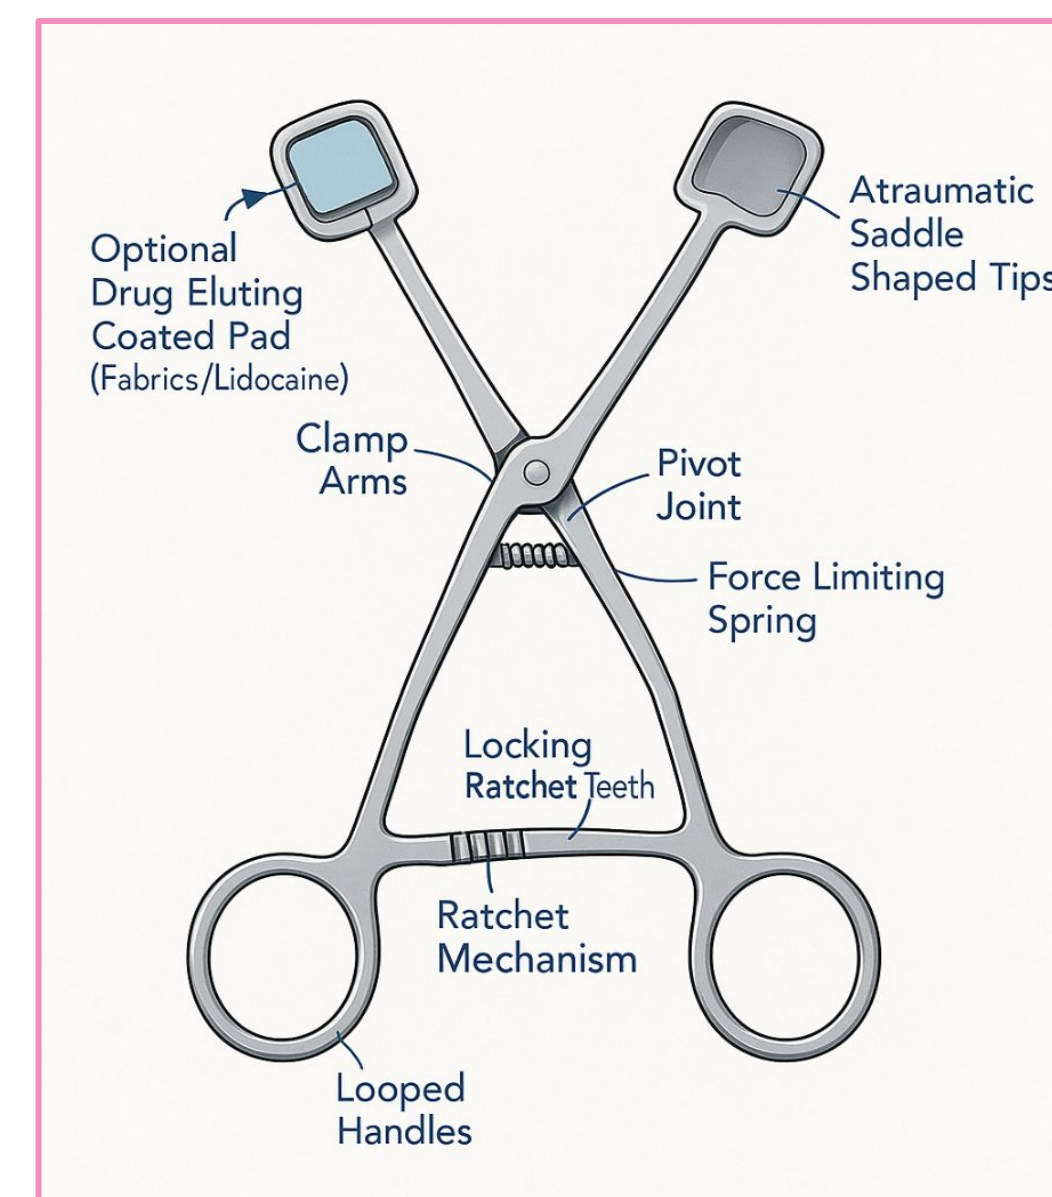 Optional
Drug Eluting
Coated Pad
(Fabrics/Lidocaine)
Atraumatic
Saddle
Shaped Tips
Clamp
Arms
Pivot
Joint
Force Limiting
Spring
Locking
Ratchet Teeth
Ratchet
Mechanism
Looped
Handles